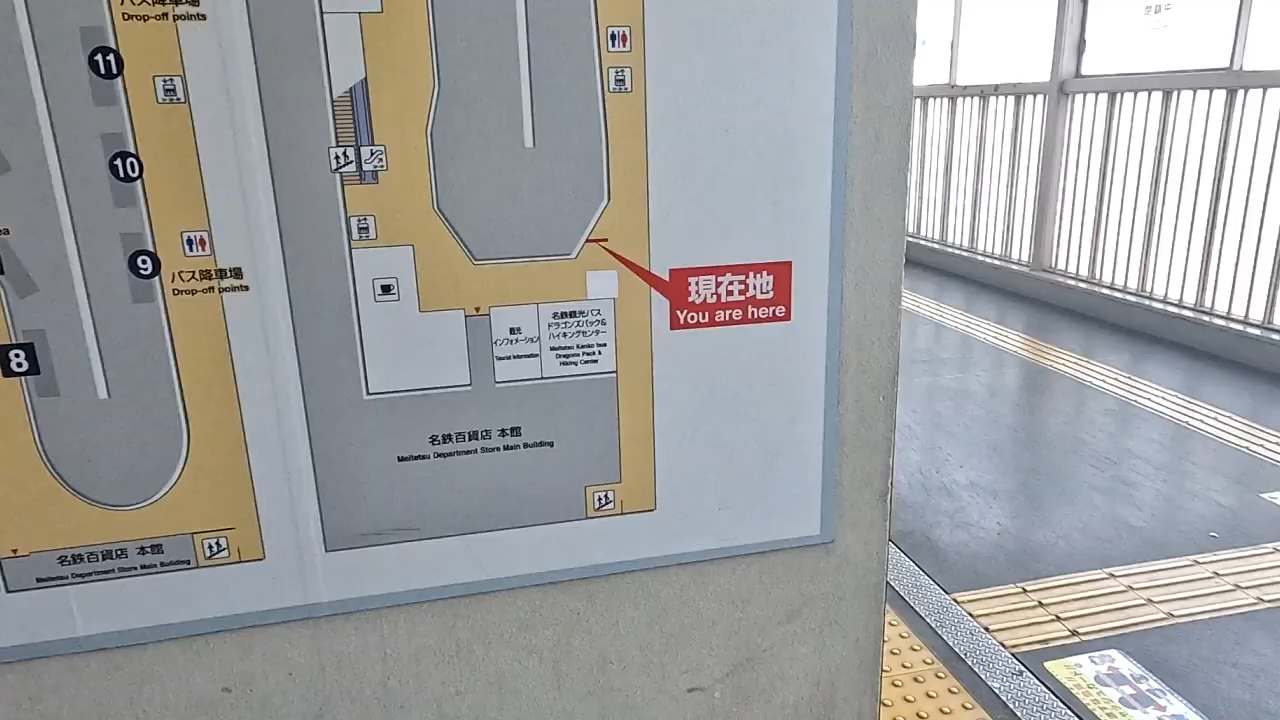 バス降車場
Drop-off points
11
10
9
8
バス降車場
Drop-off points
現在地
You are here
観光
インフォメーション
Tourist Information
名鉄観光バス
ドラゴンズパック&
ハイキングセンター
Meitetsu Kanko bus
Dragons Pack &
Hiking Center
名鉄百貨店 本館
Meitetsu Department Store Main Building
名鉄百貨店 本館
Meitetsu Department Store Main Building